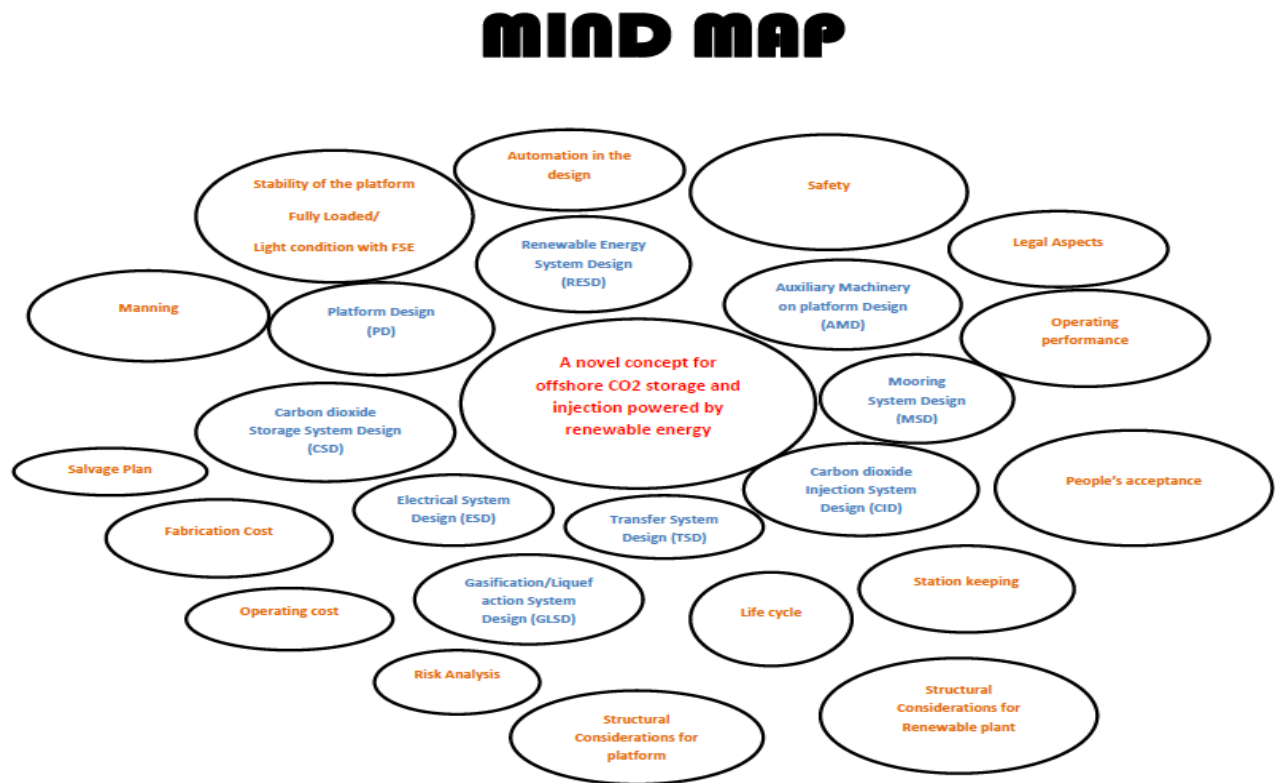 MIND MAP
Automation in the
design
Stability of the platform
Fully Loaded/
Light condition with FSE
Safety
Renewable Energy
System Design
(RESD)
Legal Aspects
Auxiliary Machinery
on platform Design
(AMD)
Manning
Platform Design
(PD)
Operating
performance
A novel concept for
offshore CO2 storage and
injection powered by
renewable energy
Mooring
System Design
(MSD)
Carbon dioxide
Storage System Design
(CSD)
Salvage Plan
Carbon dioxide
Injection System
Design (CID)
People's acceptance
Electrical System
Design (ESD)
Transfer System
Design (TSD)
Fabrication Cost
Gasification/Liquef
action System
Design (GLSD)
Station keeping
Operating cost
Life cycle
Risk Analysis
Structural
Considerations for
platform
Structural
Considerations for
Renewable plant